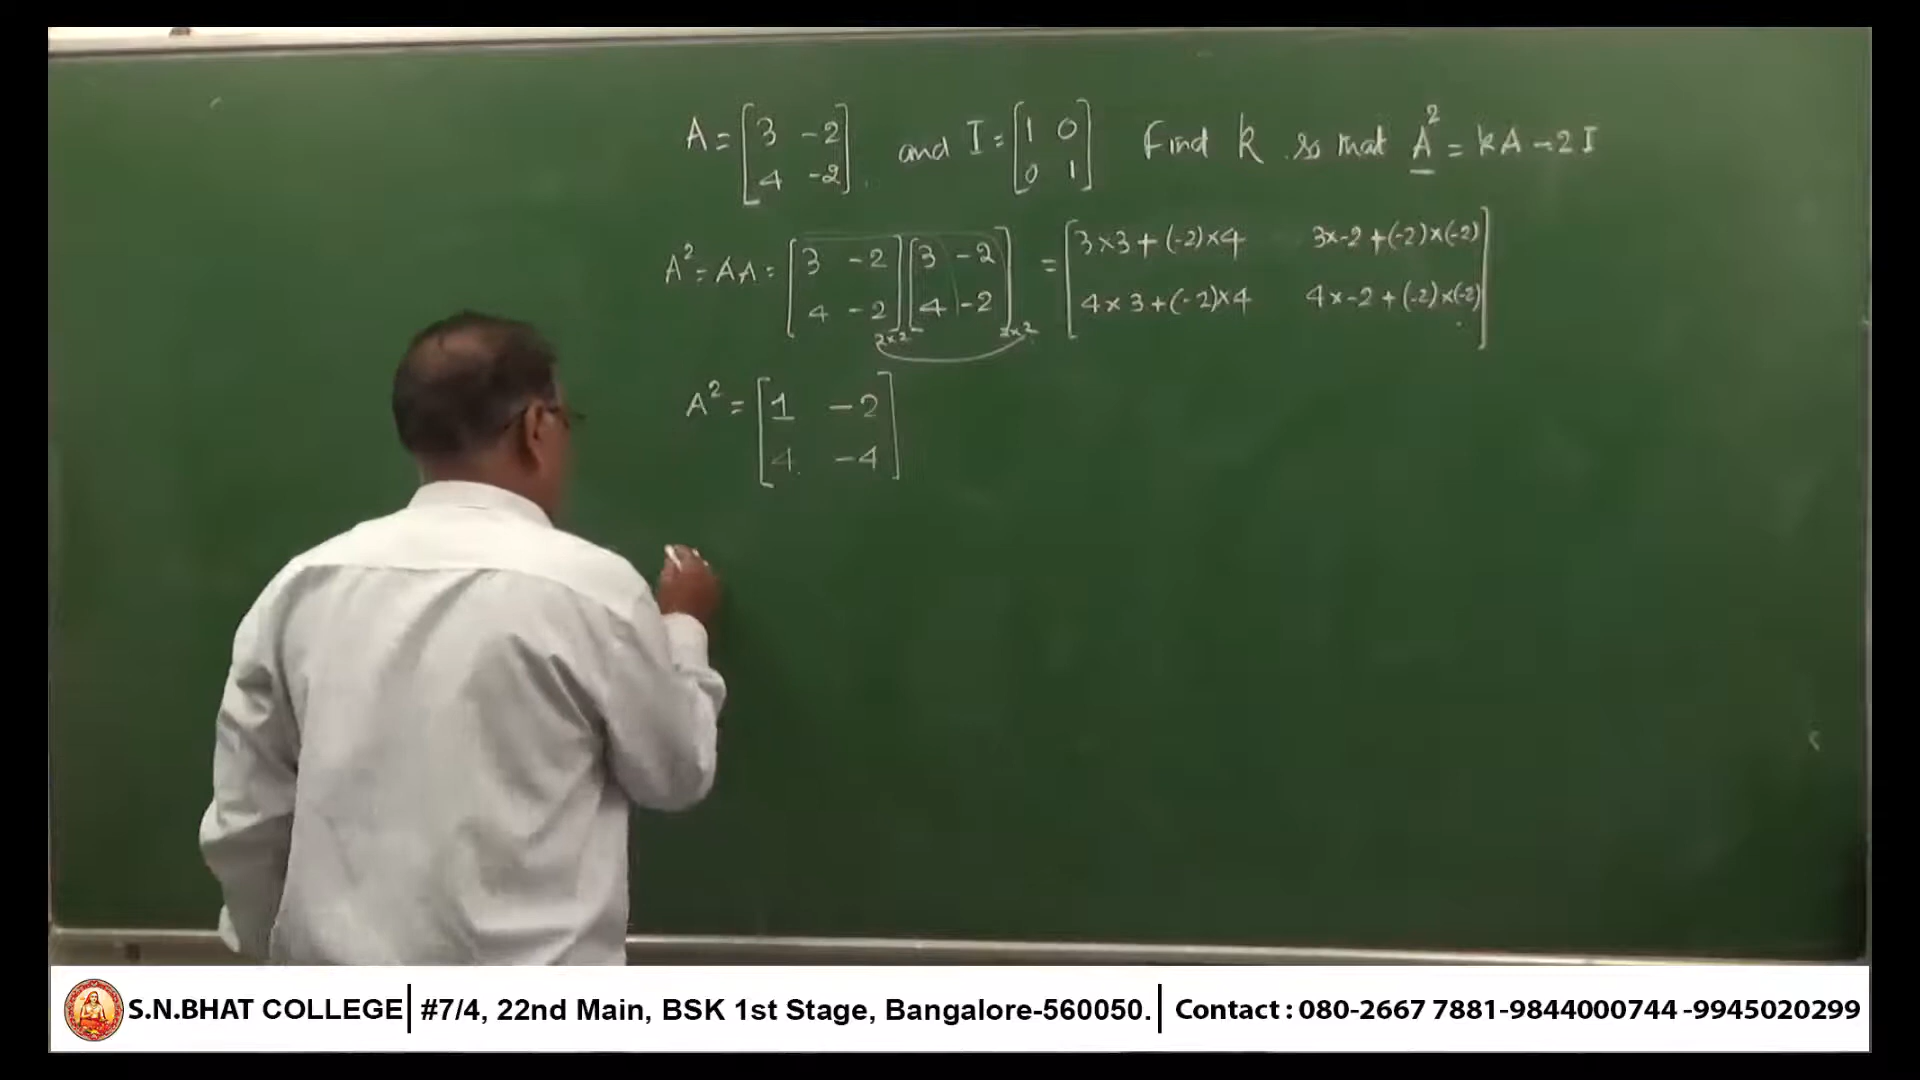 A = [3 -2 4 -2] and I = [1 0 0 1] Find k so that A² = kA - 2I
A² = AA = [3 -2 4 -2] 2×2 [3 -2 4 -2] 2×2 = [3×3+(-2)×4 3×-2+(-2)×(-2) 4×3+(-2)×4 4×-2+(-2)×(-2)]
A² = [1 -2 4 -4]
S.N.BHAT COLLEGE | #7/4, 22nd Main, BSK 1st Stage, Bangalore-560050. | Contact : 080-2667 7881-9844000744 -9945020299